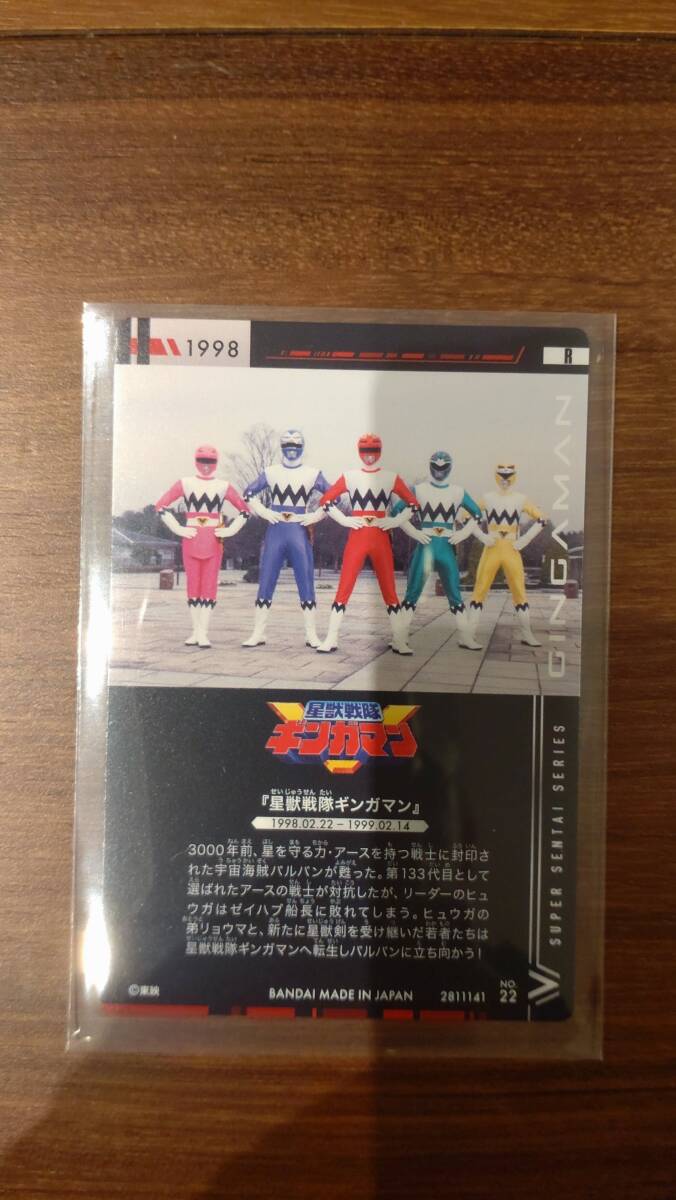 1998
R
GINGAMAN
星獣戦隊
ギンガマン
せいじゅうせんたい
『星獣戦隊ギンガマン』
1998.02.22 – 1999.02.14
3000年前、星を守る力・アースを持つ戦士に封印さ
れた宇宙海賊バルバンが甦った。第133代目として
選ばれたアースの戦士が対抗したが、リーダーのヒュ
ウガはゼイハブ船長に敗れてしまう。ヒュウガの
弟リョウマと、新たに星獣剣を受け継いだ若者たちは
星獣戦隊ギンガマンへ転生しバルバンに立ち向かう!
SUPER SENTAI SERIES
©東映
BANDAI MADE IN JAPAN
2811141
NO.
22